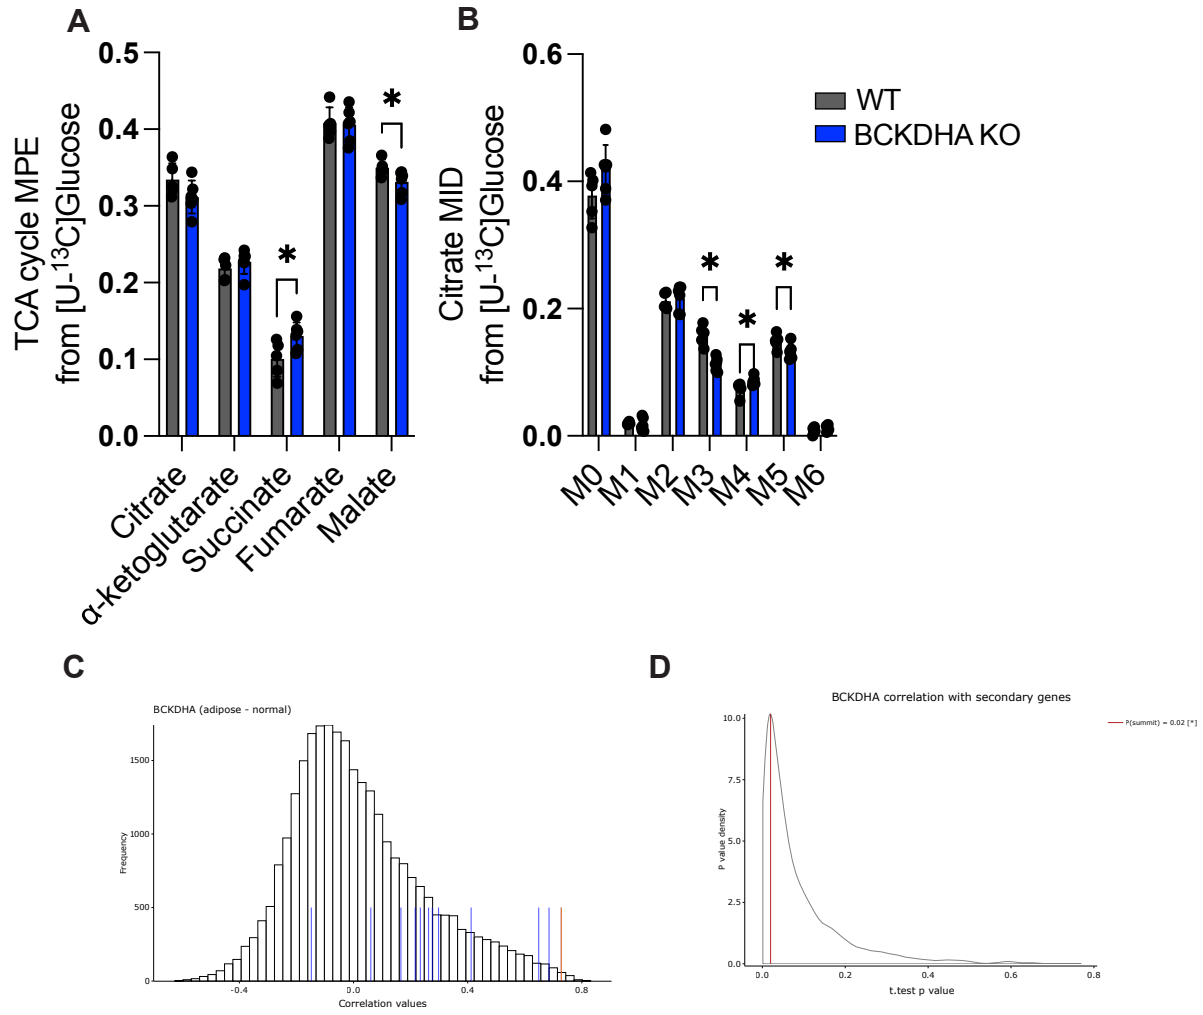 A
TCA cycle MPE
from [U-¹³C]Glucose
0.5
0.4
0.3
0.2
0.1
0.0
*
*
Citrate
α-ketoglutarate
Succinate
Fumarate
Malate
B
Citrate MID
from [U-¹³C]Glucose
0.6
0.4
0.2
0.0
*
*
*
M0
M1
M2
M3
M4
M5
M6
WT
BCKDHA KO
C
BCKDHA (adipose - normal)
Frequency
1500
1000
500
0
-0.4
0.0
0.4
0.8
Correlation values
D
BCKDHA correlation with secondary genes
P value density
10.0
7.5
5.0
2.5
0.0
0.0
0.2
0.4
0.6
0.8
t.test p value
P(summit) = 0.02 [*]